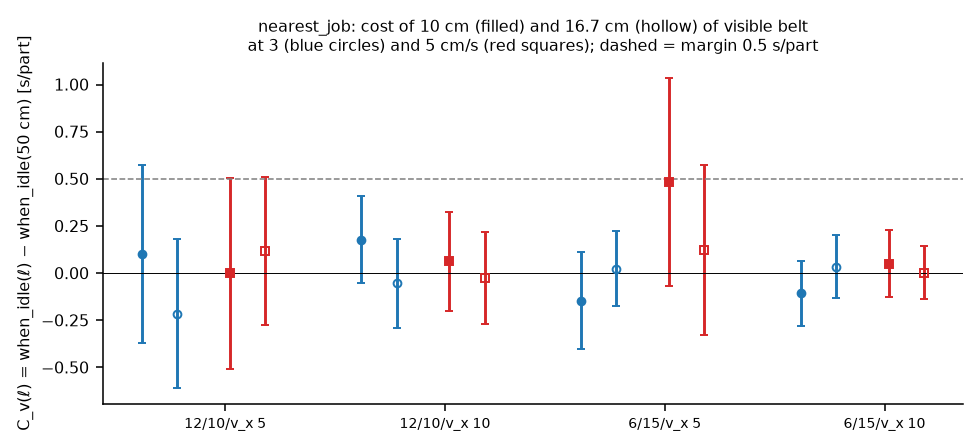 nearest_job: cost of 10 cm (filled) and 16.7 cm (hollow) of visible belt
at 3 (blue circles) and 5 cm/s (red squares); dashed = margin 0.5 s/part
C_v(ℓ) = when_idle(ℓ) − when_idle(50 cm) [s/part]
1.00
0.75
0.50
0.25
0.00
−0.25
−0.50
12/10/v_x 5
12/10/v_x 10
6/15/v_x 5
6/15/v_x 10